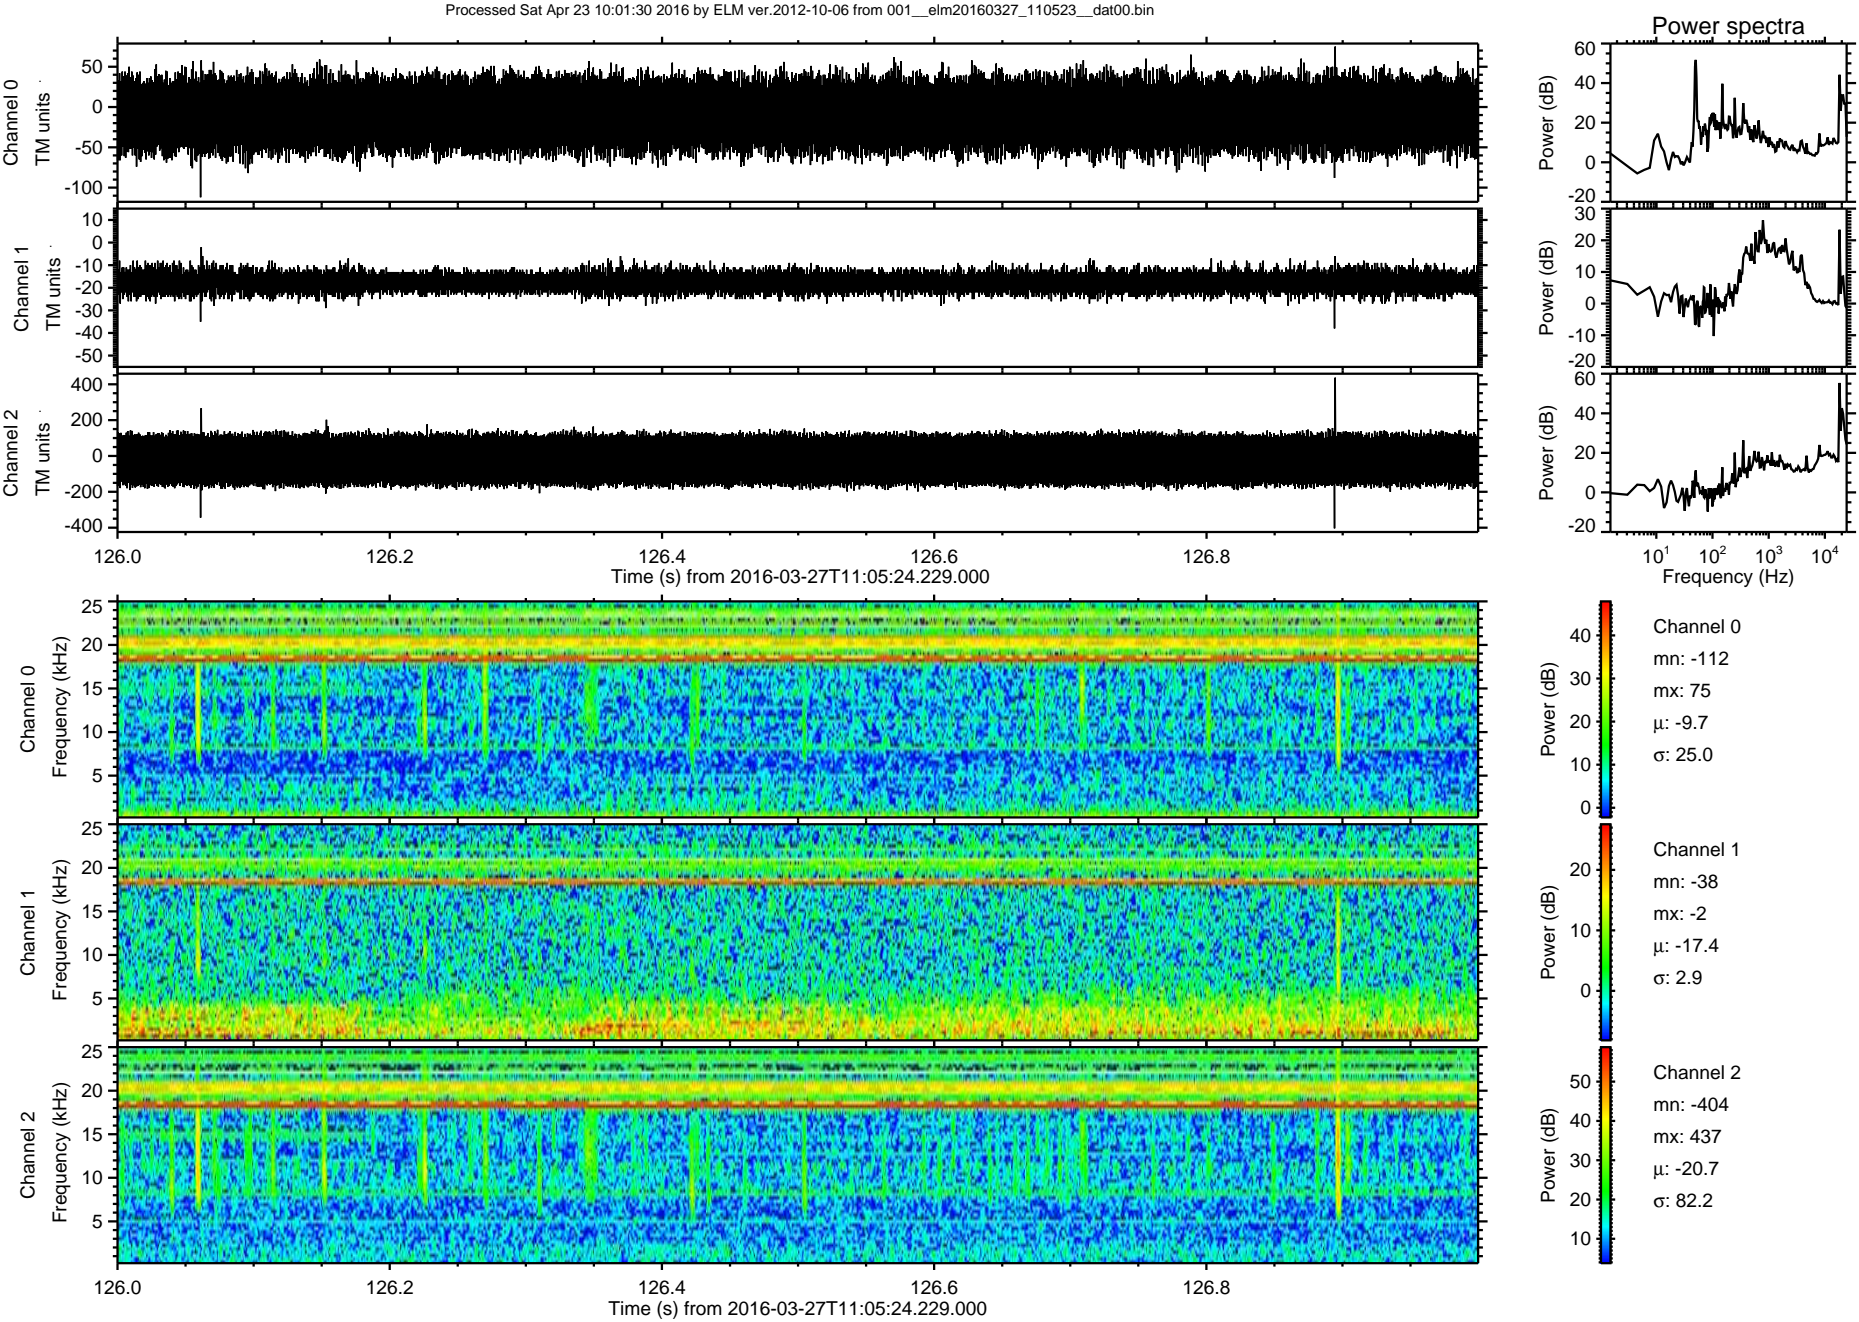 Processed Sat Apr 23 10:01:30 2016 by ELM ver.2012-10-06 from 001__elm20160327_110523__dat00.bin
Power spectra
Channel 0
TM units
50
0
-50
-100
Power (dB)
60
40
20
0
-20
Channel 1
TM units
10
0
-10
-20
-30
-40
-50
Power (dB)
30
20
10
0
-10
-20
Channel 2
TM units
400
200
0
-200
-400
Power (dB)
60
40
20
0
-20
126.0 126.2 126.4 126.6 126.8
Time (s) from 2016-03-27T11:05:24.229.000
10¹ 10² 10³ 10⁴
Frequency (Hz)
Channel 0
Frequency (kHz)
25
20
15
10
5
Power (dB)
40
30
20
10
0
Channel 0
mn: -112
mx: 75
μ: -9.7
σ: 25.0
Channel 1
Frequency (kHz)
25
20
15
10
5
Power (dB)
20
10
0
Channel 1
mn: -38
mx: -2
μ: -17.4
σ: 2.9
Channel 2
Frequency (kHz)
25
20
15
10
5
Power (dB)
50
40
30
20
10
Channel 2
mn: -404
mx: 437
μ: -20.7
σ: 82.2
126.0 126.2 126.4 126.6 126.8
Time (s) from 2016-03-27T11:05:24.229.000